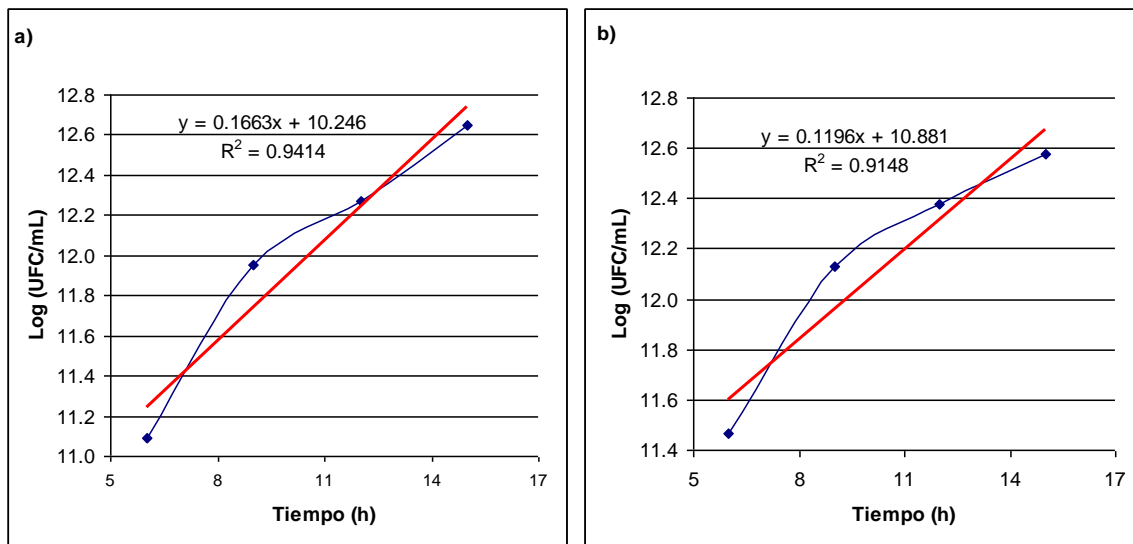 a)
12.8
12.6
12.4
12.2
12.0
11.8
11.6
11.4
11.2
11.0
y = 0.1663x + 10.246
R² = 0.9414
Log (UFC/mL)
5
8
11
14
17
Tiempo (h)
b)
12.8
12.6
12.4
12.2
12.0
11.8
11.6
11.4
y = 0.1196x + 10.881
R² = 0.9148
Log (UFC/mL)
5
8
11
14
17
Tiempo (h)